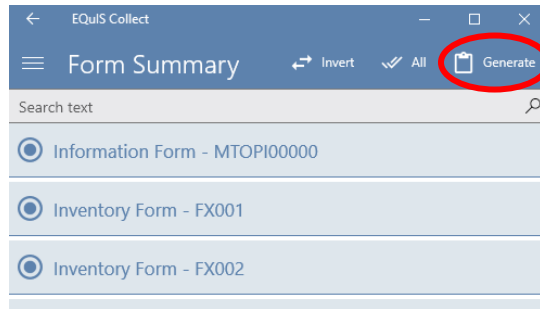 EQuIS Collect
Form Summary Invert All Generate
Search text
Information Form - MTOPI00000
Inventory Form - FX001
Inventory Form - FX002